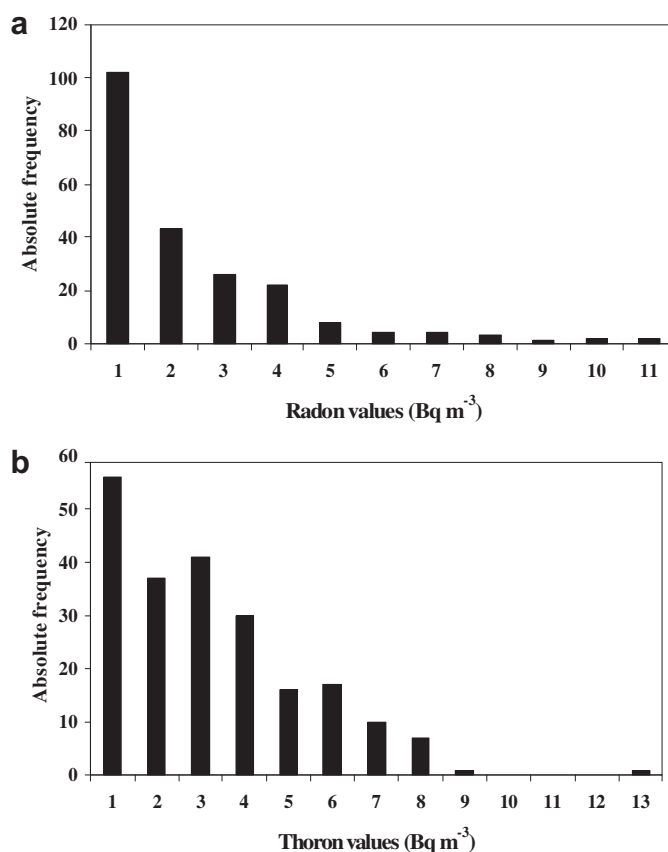 a
Absolute frequency
120
100
80
60
40
20
0
1 2 3 4 5 6 7 8 9 10 11
Radon values (Bq m-3)
b
Absolute frequency
60
50
40
30
20
10
0
1 2 3 4 5 6 7 8 9 10 11 12 13
Thoron values (Bq m-3)